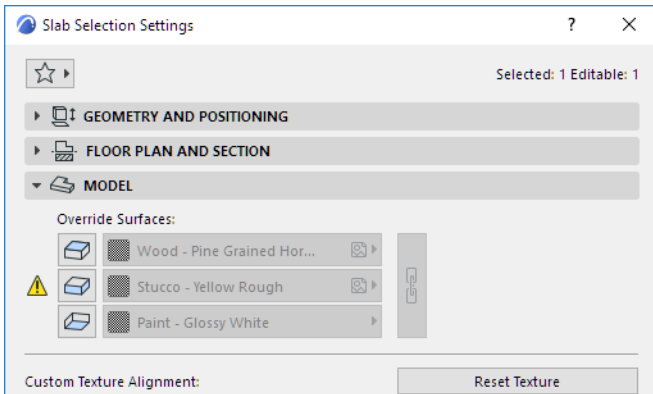 Slab Selection Settings
Selected: 1 Editable: 1
GEOMETRY AND POSITIONING
FLOOR PLAN AND SECTION
MODEL
Override Surfaces:
Wood - Pine Grained Hor...
Stucco - Yellow Rough
Paint - Glossy White
Custom Texture Alignment:
Reset Texture